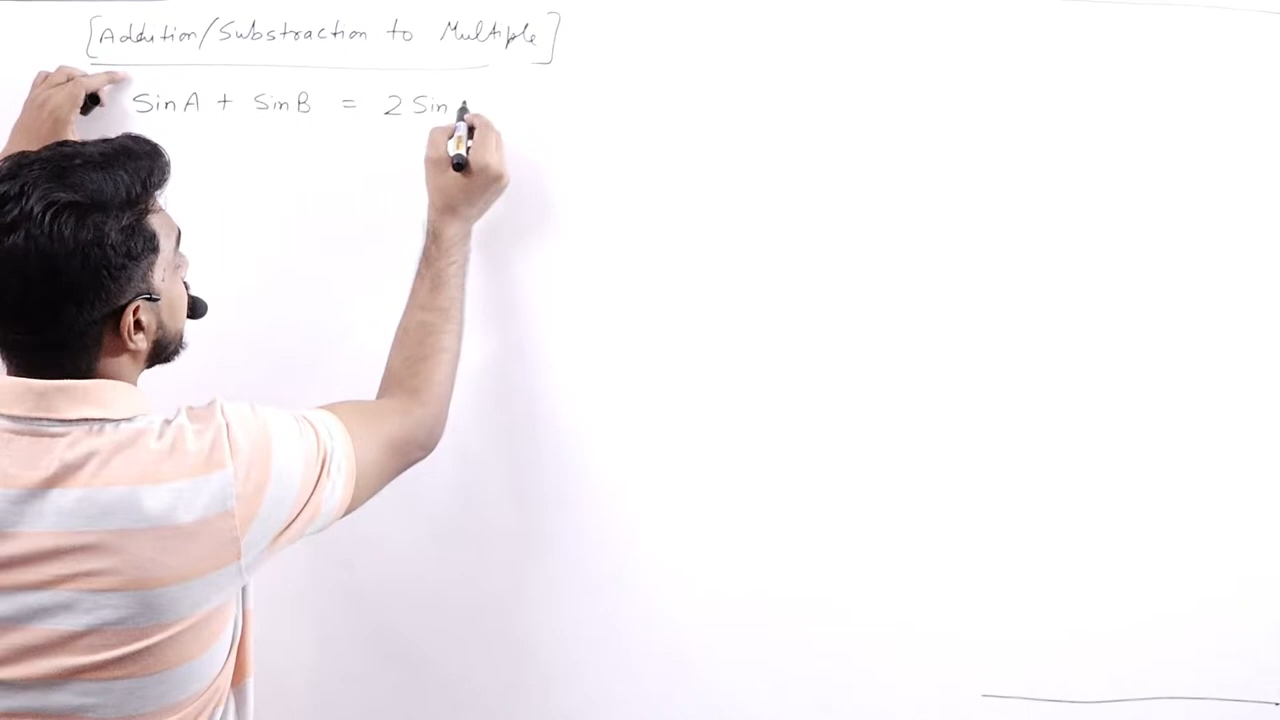 [Addution/Substraction to Multiple]
Sin A + Sin B = 2 Sin